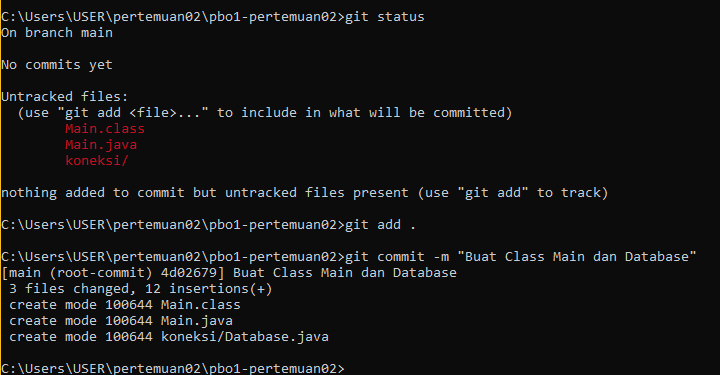 C:\Users\USER\pertemuan02\pbo1-pertemuan02>git status
On branch main
No commits yet
Untracked files:
  (use "git add <file>..." to include in what will be committed)
        Main.class
        Main.java
        koneksi/
nothing added to commit but untracked files present (use "git add" to track)
C:\Users\USER\pertemuan02\pbo1-pertemuan02>git add .
C:\Users\USER\pertemuan02\pbo1-pertemuan02>git commit -m "Buat Class Main dan Database"
[main (root-commit) 4d02679] Buat Class Main dan Database
 3 files changed, 12 insertions(+)
 create mode 100644 Main.class
 create mode 100644 Main.java
 create mode 100644 koneksi/Database.java
C:\Users\USER\pertemuan02\pbo1-pertemuan02>